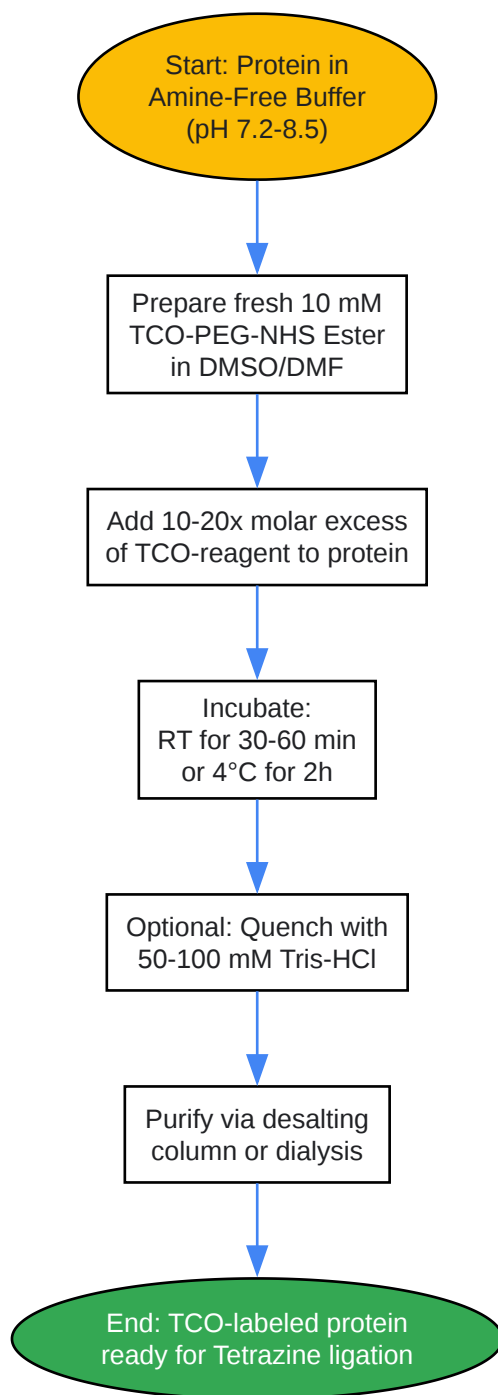 Start: Protein in
Amine-Free Buffer
(pH 7.2-8.5)
Prepare fresh 10 mM
TCO-PEG-NHS Ester
in DMSO/DMF
Add 10-20x molar excess
of TCO-reagent to protein
Incubate:
RT for 30-60 min
or 4°C for 2h
Optional: Quench with
50-100 mM Tris-HCl
Purify via desalting
column or dialysis
End: TCO-labeled protein
ready for Tetrazine ligation